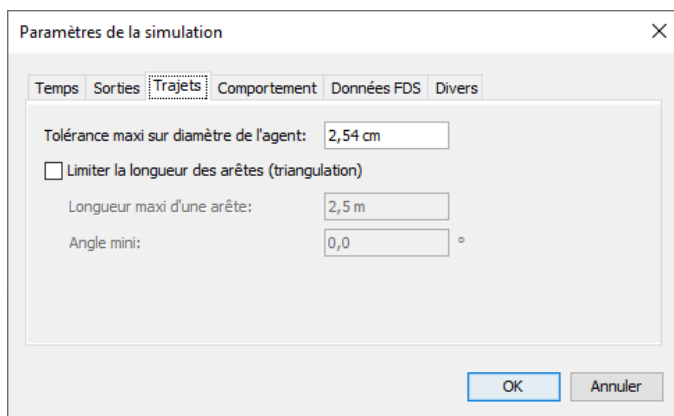 Paramètres de la simulation
Temps Sorties Trajets Comportement Données FDS Divers
Tolérance maxi sur diamètre de l'agent: 2,54 cm
Limiter la longueur des arêtes (triangulation)
Longueur maxi d'une arête: 2,5 m
Angle mini: 0,0 °
OK Annuler